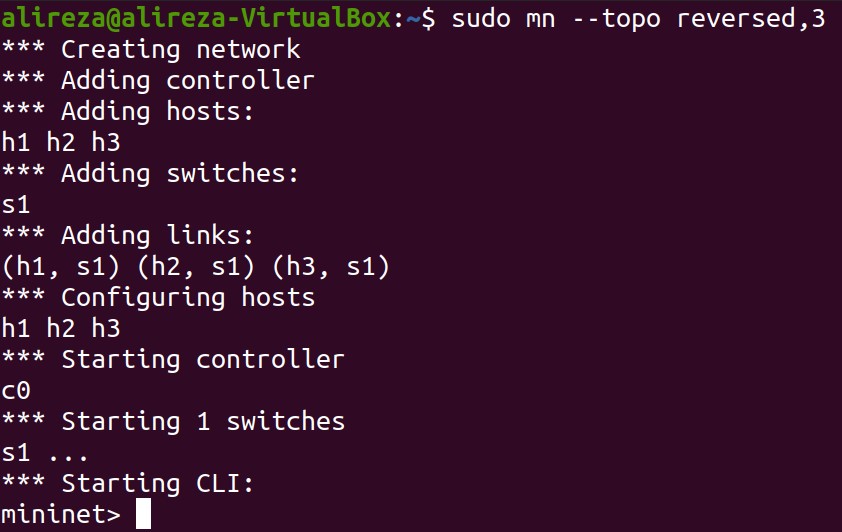 alireza@alireza-VirtualBox:~$ sudo mn --topo reversed,3
*** Creating network
*** Adding controller
*** Adding hosts:
h1 h2 h3
*** Adding switches:
s1
*** Adding links:
(h1, s1) (h2, s1) (h3, s1)
*** Configuring hosts
h1 h2 h3
*** Starting controller
c0
*** Starting 1 switches
s1 ...
*** Starting CLI:
mininet>